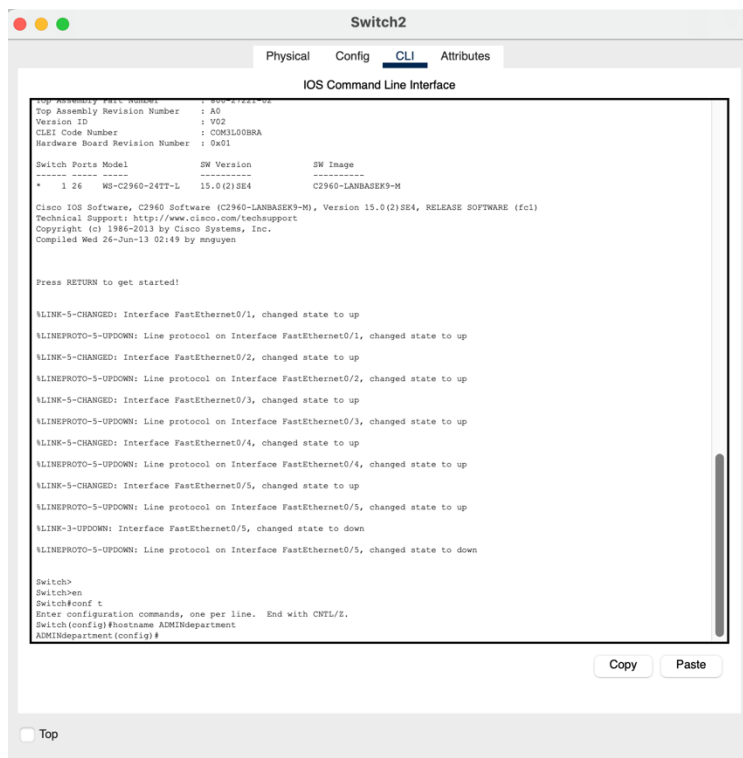 Switch2
Physical Config CLI Attributes
IOS Command Line Interface
Top Assembly Part Number : 800-27221-02
Top Assembly Revision Number : A0
Version ID : V02
CLEI Code Number : COM3L00BRA
Hardware Board Revision Number : 0x01
Switch Ports Model SW Version SW Image
------ ----- ----- ---------- ----------
* 1 26 WS-C2960-24TT-L 15.0(2)SE4 C2960-LANBASEK9-M
Cisco IOS Software, C2960 Software (C2960-LANBASEK9-M), Version 15.0(2)SE4, RELEASE SOFTWARE (fc1)
Technical Support: http://www.cisco.com/techsupport
Copyright (c) 1986-2013 by Cisco Systems, Inc.
Compiled Wed 26-Jun-13 02:49 by mnguyen
Press RETURN to get started!
%LINK-5-CHANGED: Interface FastEthernet0/1, changed state to up
%LINEPROTO-5-UPDOWN: Line protocol on Interface FastEthernet0/1, changed state to up
%LINK-5-CHANGED: Interface FastEthernet0/2, changed state to up
%LINEPROTO-5-UPDOWN: Line protocol on Interface FastEthernet0/2, changed state to up
%LINK-5-CHANGED: Interface FastEthernet0/3, changed state to up
%LINEPROTO-5-UPDOWN: Line protocol on Interface FastEthernet0/3, changed state to up
%LINK-5-CHANGED: Interface FastEthernet0/4, changed state to up
%LINEPROTO-5-UPDOWN: Line protocol on Interface FastEthernet0/4, changed state to up
%LINK-5-CHANGED: Interface FastEthernet0/5, changed state to up
%LINEPROTO-5-UPDOWN: Line protocol on Interface FastEthernet0/5, changed state to up
%LINK-3-UPDOWN: Interface FastEthernet0/5, changed state to down
%LINEPROTO-5-UPDOWN: Line protocol on Interface FastEthernet0/5, changed state to down
Switch>
Switch>en
Switch#conf t
Enter configuration commands, one per line. End with CNTL/Z.
Switch(config)#hostname ADMINdepartment
ADMINdepartment(config)#
Copy Paste
Top